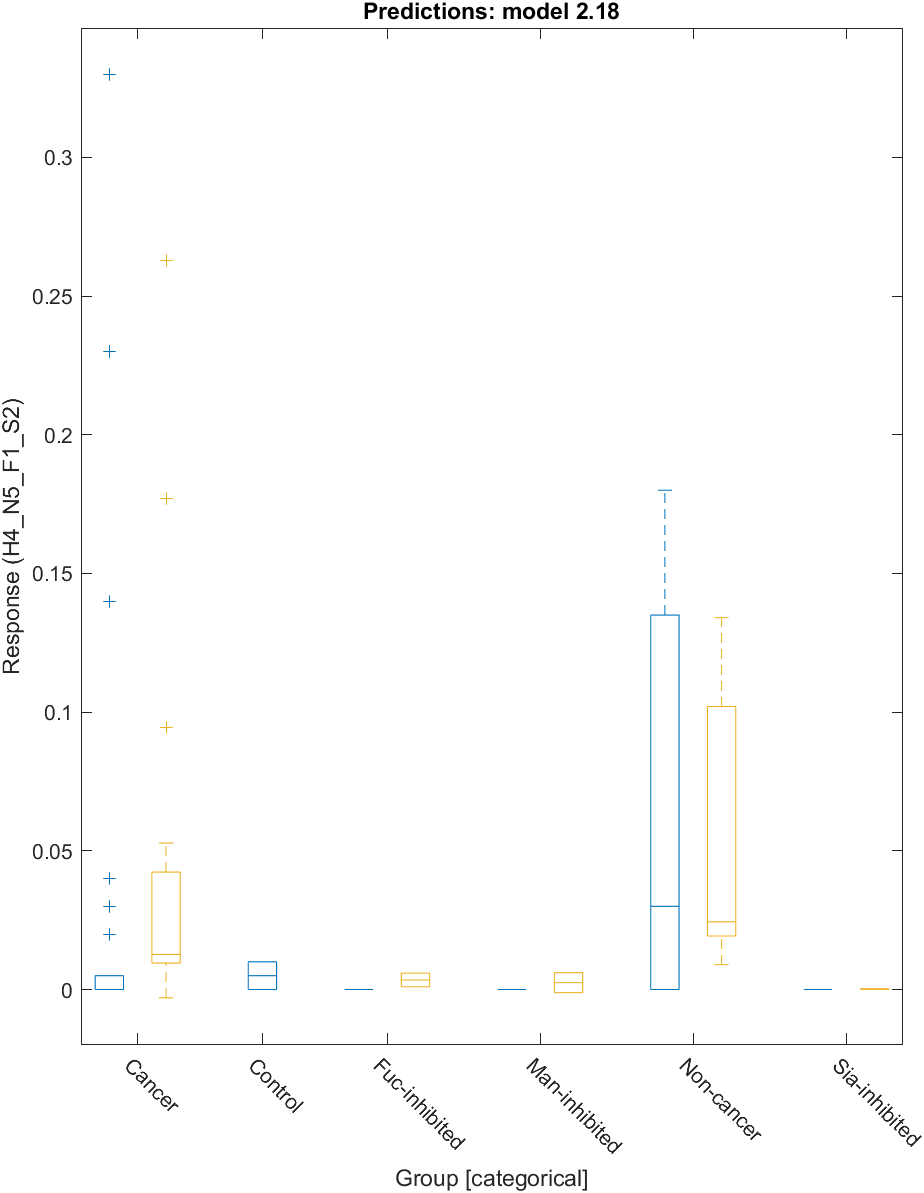 Predictions: model 2.18
0.3
0.25
0.2
0.15
0.1
0.05
0
Response (H4_N5_F1_S2)
Cancer
Control
Fuc-inhibited
Man-inhibited
Non-cancer
Sia-inhibited
Group [categorical]